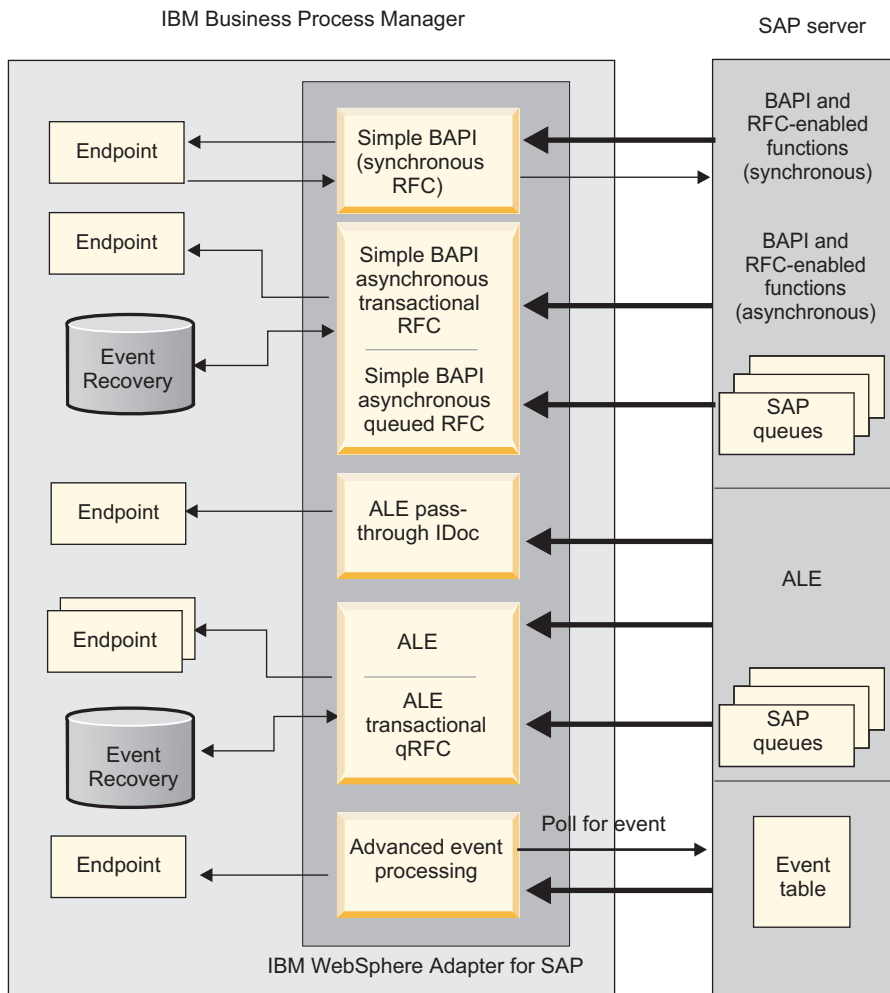 IBM Business Process Manager
SAP server
Endpoint
Simple BAPI
(synchronous
RFC)
BAPI and
RFC-enabled
functions
(synchronous)
Endpoint
Simple BAPI
asynchronous
transactional
RFC
BAPI and
RFC-enabled
functions
(asynchronous)
Event
Recovery
Simple BAPI
asynchronous
queued RFC
SAP
queues
Endpoint
ALE pass-
through IDoc
ALE
Endpoint
ALE
ALE
transactional
qRFC
SAP
queues
Event
Recovery
Endpoint
Advanced event
processing
Poll for event
Event
table
IBM WebSphere Adapter for SAP